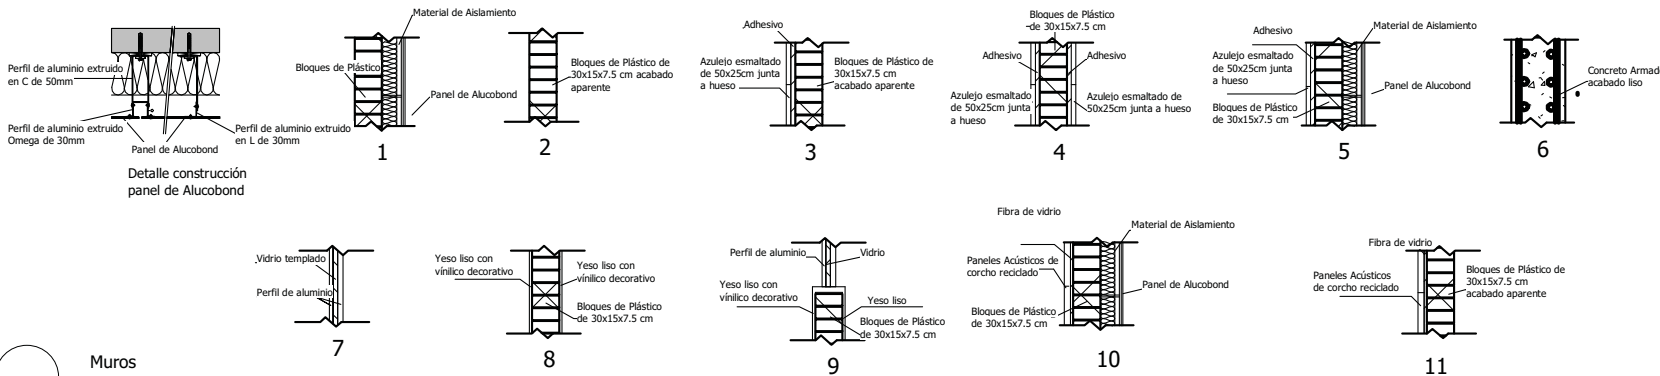 Perfil de aluminio extruido
en C de 50mm
Perfil de aluminio extruido
Omega de 30mm
Panel de Alucobond
Perfil de aluminio extruido
en L de 30mm
Detalle construcción
panel de Alucobond
Material de Aislamiento
Bloques de Plástico
Panel de Alucobond
1
Bloques de Plástico de
30x15x7.5 cm acabado
aparente
2
Adhesivo
Azulejo esmaltado
de 50x25cm junta
a hueso
Bloques de Plástico de
30x15x7.5 cm
acabado aparente
3
Bloques de Plástico
de 30x15x7.5 cm
Adhesivo
Adhesivo
Azulejo esmaltado
de 50x25cm junta
a hueso
Azulejo esmaltado de
50x25cm junta a hueso
4
Adhesivo
Material de Aislamiento
Azulejo esmaltado
de 50x25cm junta
a hueso
Panel de Alucobond
Bloques de Plástico
de 30x15x7.5 cm
5
Concreto Armad
acabado liso
6
Vidrio templado
Perfil de aluminio
7
Yeso liso con
vínilico decorativo
Yeso liso con
vínilico decorativo
Bloques de Plástico
de 30x15x7.5 cm
8
Perfil de aluminio
Vidrio
Yeso liso con
vínilico decorativo
Yeso liso
Bloques de Plástico
de 30x15x7.5 cm
9
Fibra de vidrio
Material de Aislamiento
Paneles Acústicos de
corcho reciclado
Panel de Alucobond
Bloques de Plástico
de 30x15x7.5 cm
10
Fibra de vidrio
Paneles Acústicos
de corcho reciclado
Bloques de Plástico de
30x15x7.5 cm
acabado aparente
11
Muros